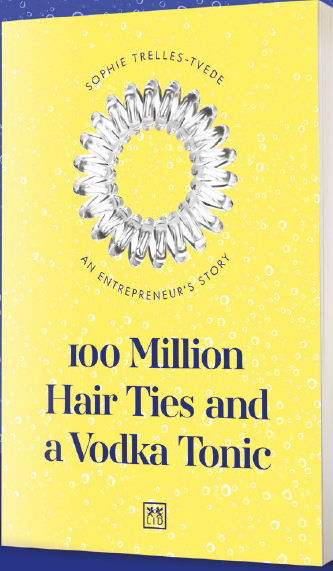 SOPHIE TRELLES-TVEDE
AN ENTREPRENEUR'S STORY
100 Million
Hair Ties and
a Vodka Tonic
LID